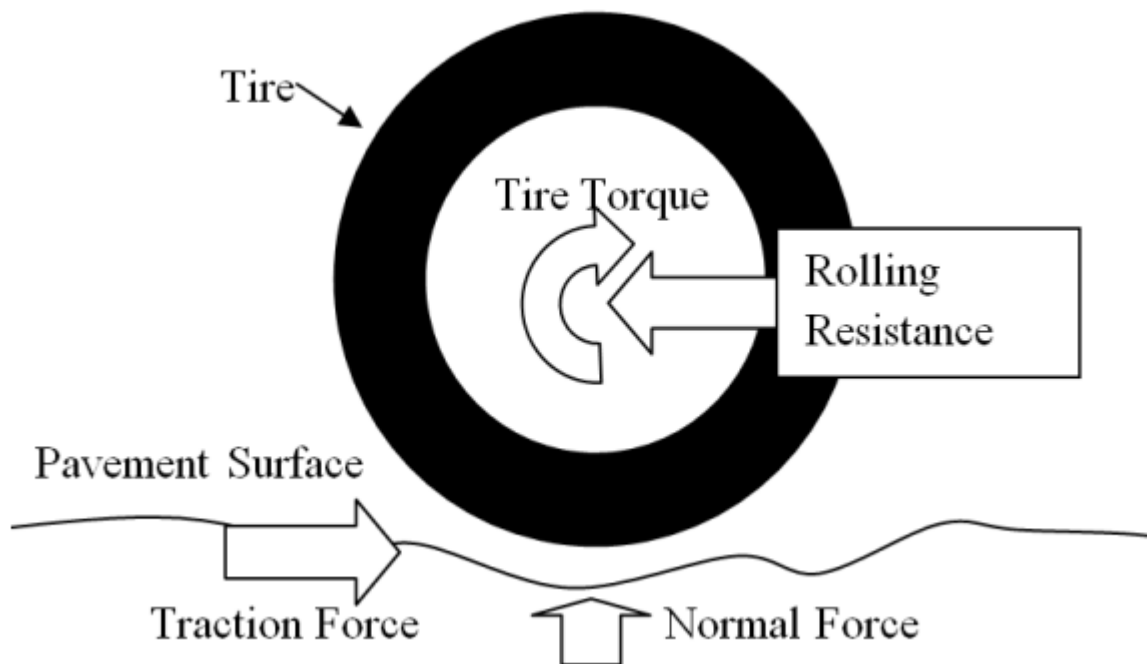 Tire
Tire Torque
Rolling
Resistance
Pavement Surface
Traction Force
Normal Force